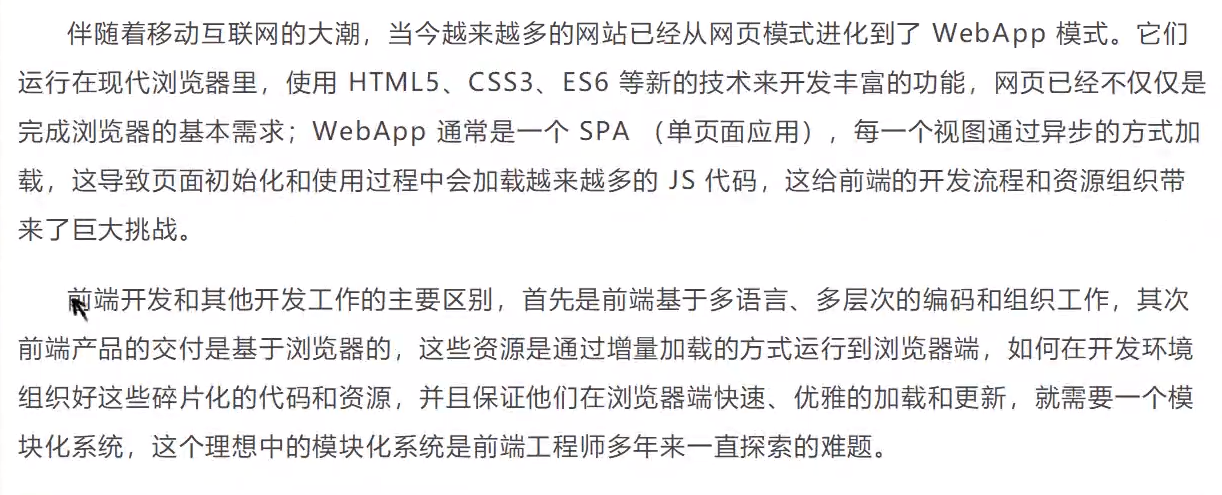 伴随着移动互联网的大潮，当今越来越多的网站已经从网页模式进化到了 WebApp 模式。它们
运行在现代浏览器里，使用 HTML5、CSS3、ES6 等新的技术来开发丰富的功能，网页已经不仅仅是
完成浏览器的基本需求；WebApp 通常是一个 SPA （单页面应用），每一个视图通过异步的方式加
载，这导致页面初始化和使用过程中会加载越来越多的 JS 代码，这给前端的开发流程和资源组织带
来了巨大挑战。
前端开发和其他开发工作的主要区别，首先是前端基于多语言、多层次的编码和组织工作，其次
前端产品的交付是基于浏览器的，这些资源是通过增量加载的方式运行到浏览器端，如何在开发环境
组织好这些碎片化的代码和资源，并且保证他们在浏览器端快速、优雅的加载和更新，就需要一个模
块化系统，这个理想中的模块化系统是前端工程师多年来一直探索的难题。